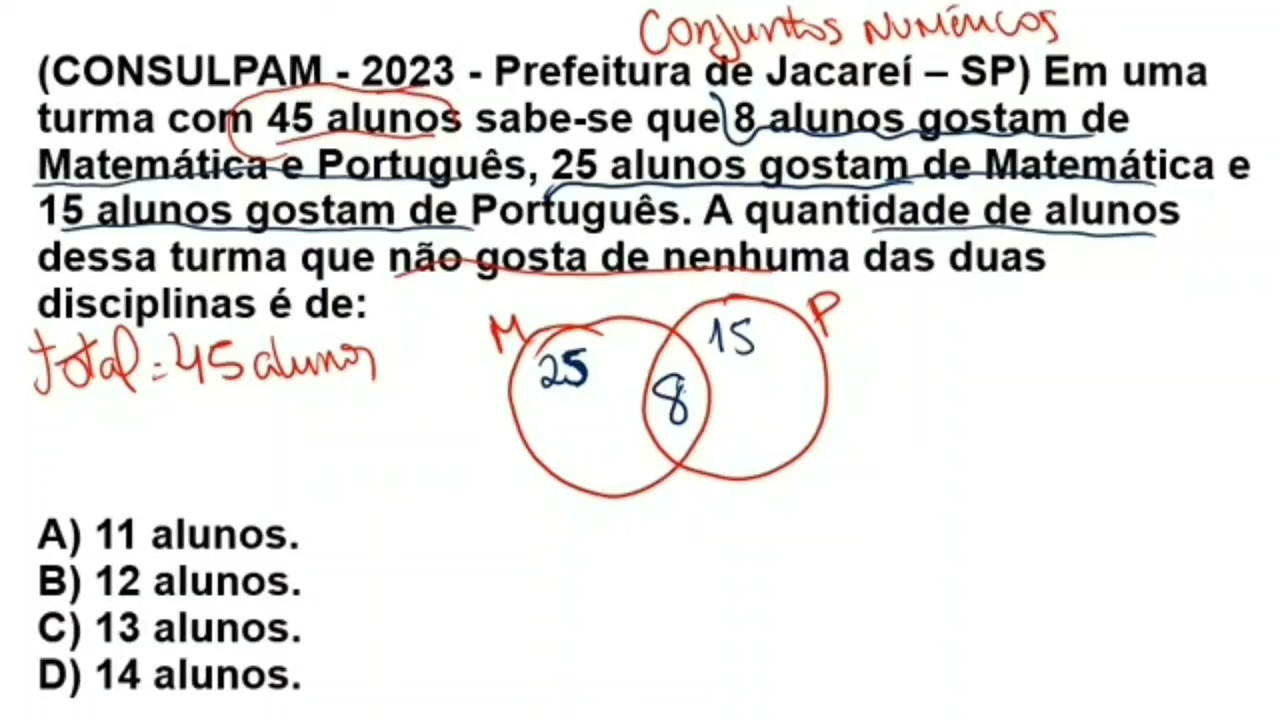 Conjuntos Numéricos
(CONSULPAM - 2023 - Prefeitura de Jacareí – SP) Em uma
turma com 45 alunos sabe-se que 8 alunos gostam de
Matemática e Português, 25 alunos gostam de Matemática e
15 alunos gostam de Português. A quantidade de alunos
dessa turma que não gosta de nenhuma das duas
disciplinas é de:
total = 45 alunos
M
P
25
8
15
A) 11 alunos.
B) 12 alunos.
C) 13 alunos.
D) 14 alunos.